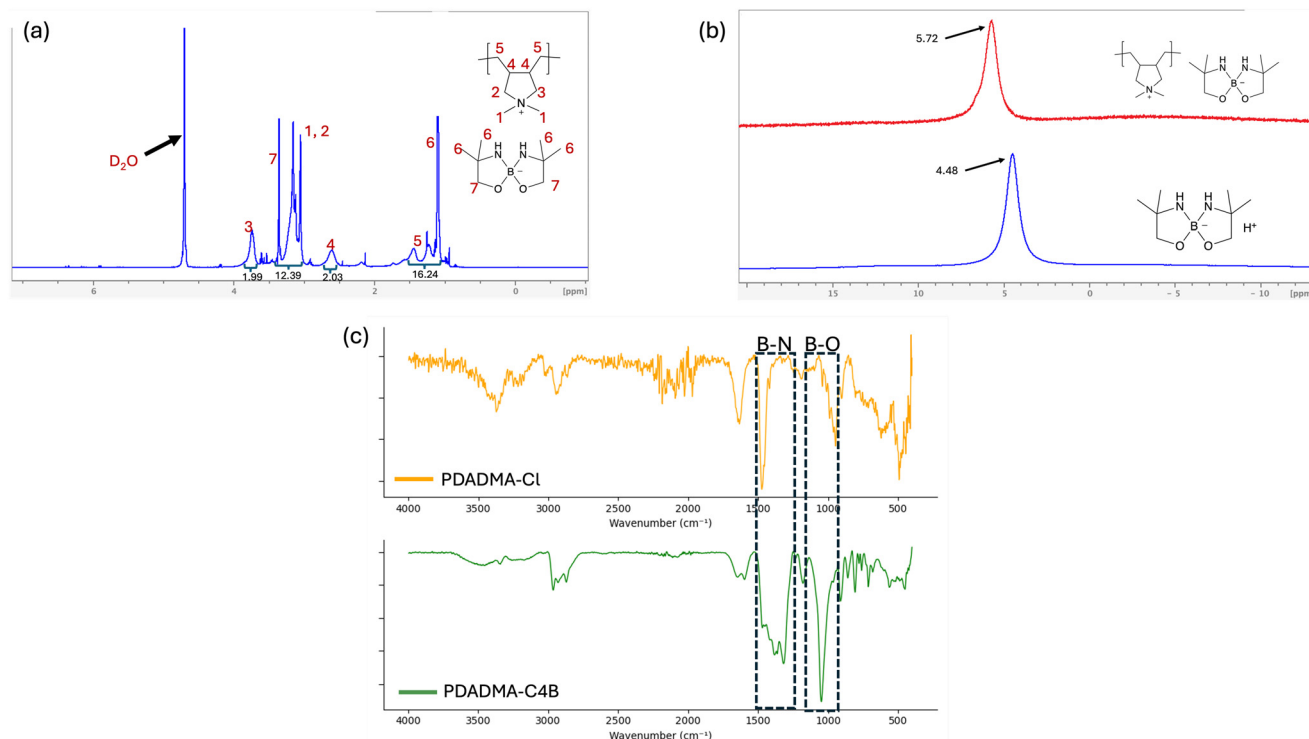 (a)
5 5
4 4
2 3
N
+
1 1
D₂O
7
1, 2
6
6 6
H H
6 N N 6
B⁻
7 O O 7
3
4
5
1.99 12.39 2.03 16.24
6 4 2 0 [ppm]
(b)
5.72
H H
N N
B⁻
N O O
+
4.48
H H
N N
B⁻ H⁺
O O
15 10 5 0 -5 -10 [ppm]
(c)
B-N B-O
PDADMA-Cl
4000 3500 3000 2500 2000 1500 1000 500
Wavenumber (cm⁻¹)
PDADMA-C4B
4000 3500 3000 2500 2000 1500 1000 500
Wavenumber (cm⁻¹)